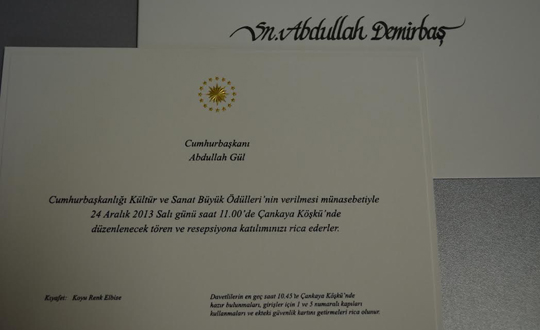 Sn. Abdullah Demirbaş
Cumhurbaşkanı
Abdullah Gül
Cumhurbaşkanlığı Kültür ve Sanat Büyük Ödülleri'nin verilmesi münasebetiyle
24 Aralık 2013 Salı günü saat 11.00'de Çankaya Köşkü'nde
düzenlenecek tören ve resepsiyona katılımınızı rica ederler.
Kıyafet: Koyu Renk Elbise
Davetlilerin en geç saat 10.45'te Çankaya Köşkü'nde
hazır bulunmaları, girişler için 1 ve 5 numaralı kapıları
kullanmaları ve ekteki güvenlik kartını getirmeleri rica olunur.